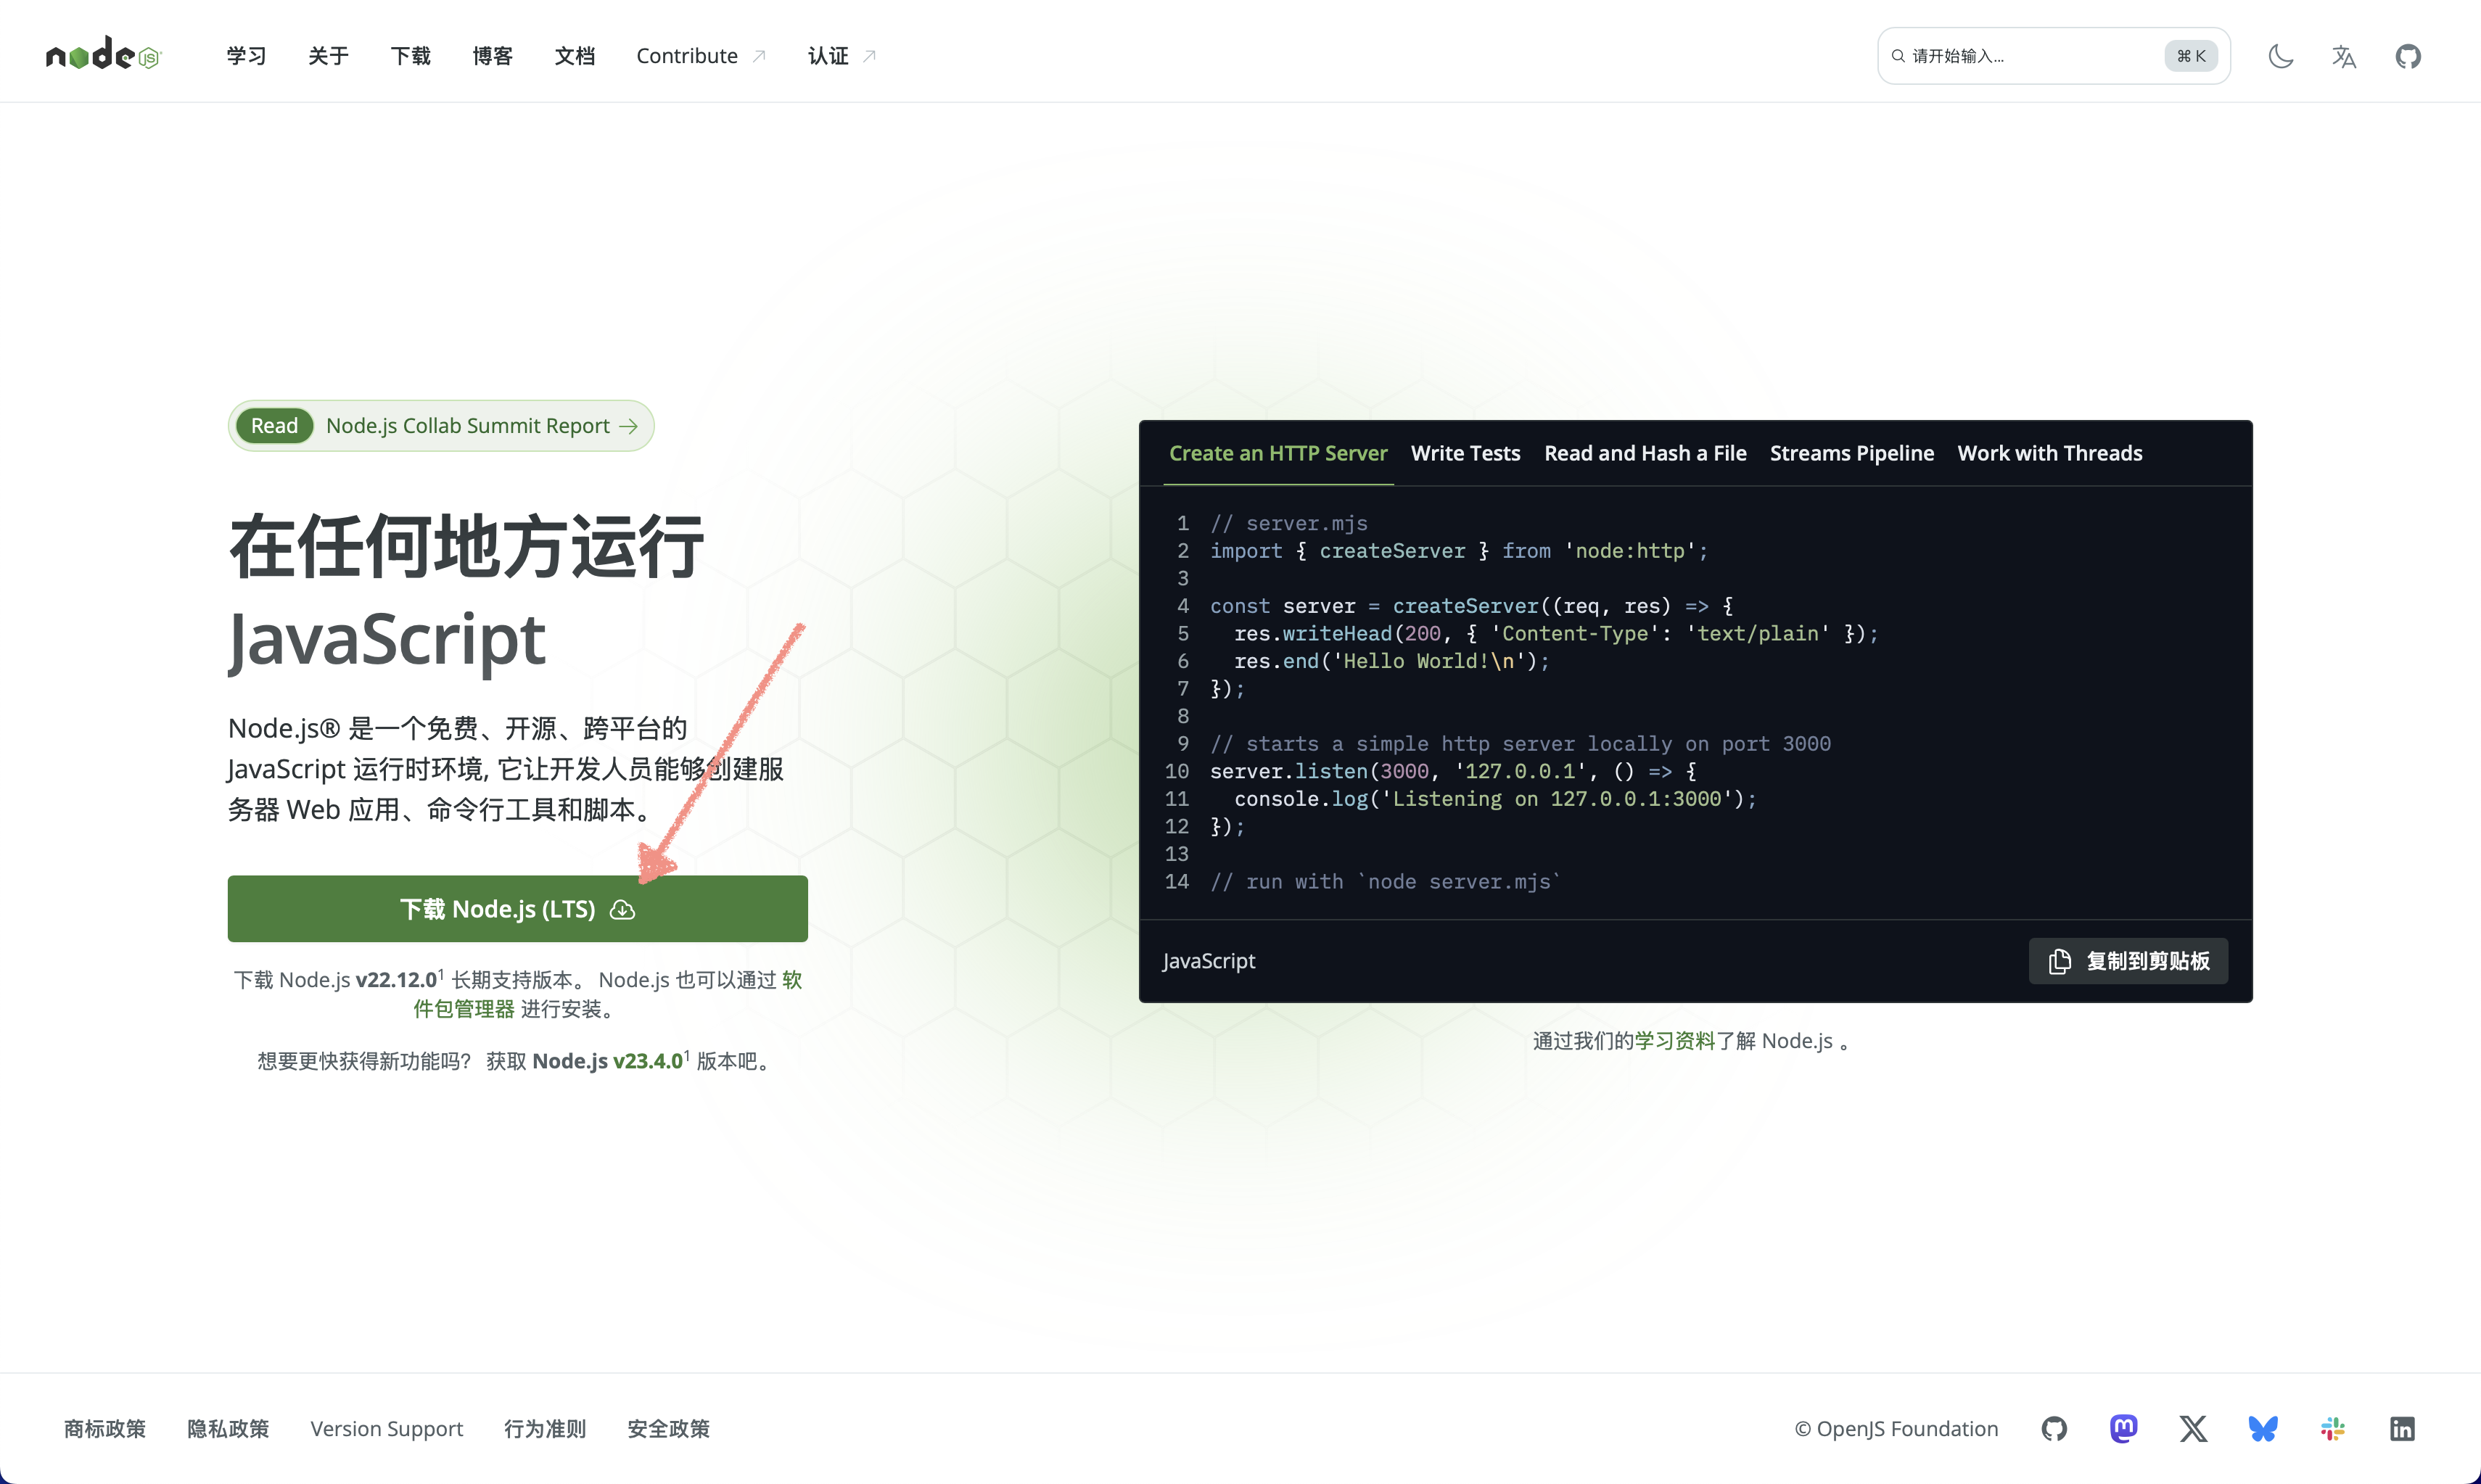 node JS
学习 关于 下载 博客 文档 Contribute 认证
请开始输入... ⌘ K
Read Node.js Collab Summit Report
在任何地方运行
JavaScript
Node.js® 是一个免费、开源、跨平台的
JavaScript 运行时环境, 它让开发人员能够创建服
务器 Web 应用、命令行工具和脚本。
下载 Node.js (LTS)
下载 Node.js v22.12.0¹ 长期支持版本。 Node.js 也可以通过 软
件包管理器 进行安装。
想要更快获得新功能吗？ 获取 Node.js v23.4.0¹ 版本吧。
Create an HTTP Server Write Tests Read and Hash a File Streams Pipeline Work with Threads
1 // server.mjs
2 import { createServer } from 'node:http';
3
4 const server = createServer((req, res) => {
5   res.writeHead(200, { 'Content-Type': 'text/plain' });
6   res.end('Hello World!\n');
7 });
8
9 // starts a simple http server locally on port 3000
10 server.listen(3000, '127.0.0.1', () => {
11   console.log('Listening on 127.0.0.1:3000');
12 });
13
14 // run with `node server.mjs`
JavaScript 复制到剪贴板
通过我们的学习资料了解 Node.js 。
商标政策 隐私政策 Version Support 行为准则 安全政策
© OpenJS Foundation